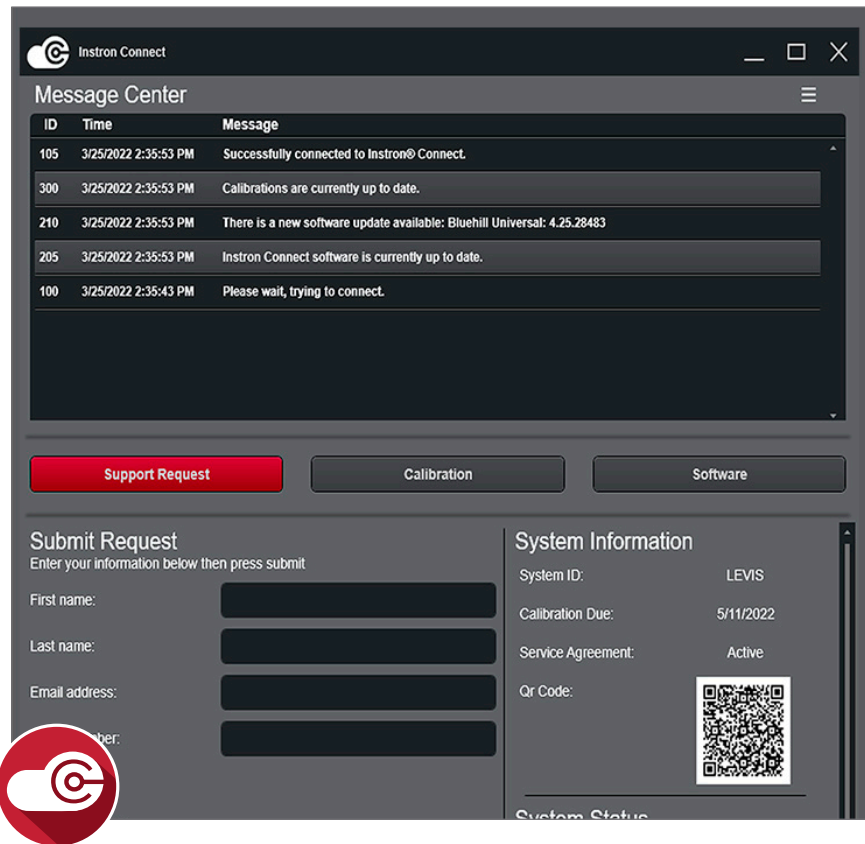 Instron Connect
Message Center
ID Time Message
105 3/25/2022 2:35:53 PM Successfully connected to Instron® Connect.
300 3/25/2022 2:35:53 PM Calibrations are currently up to date.
210 3/25/2022 2:35:53 PM There is a new software update available: Bluehill Universal: 4.25.28483
205 3/25/2022 2:35:53 PM Instron Connect software is currently up to date.
100 3/25/2022 2:35:43 PM Please wait, trying to connect.
Support Request Calibration Software
Submit Request
Enter your information below then press submit
First name:
Last name:
Email address:
System Information
System ID: LEVIS
Calibration Due: 5/11/2022
Service Agreement: Active
Qr Code:
System Status